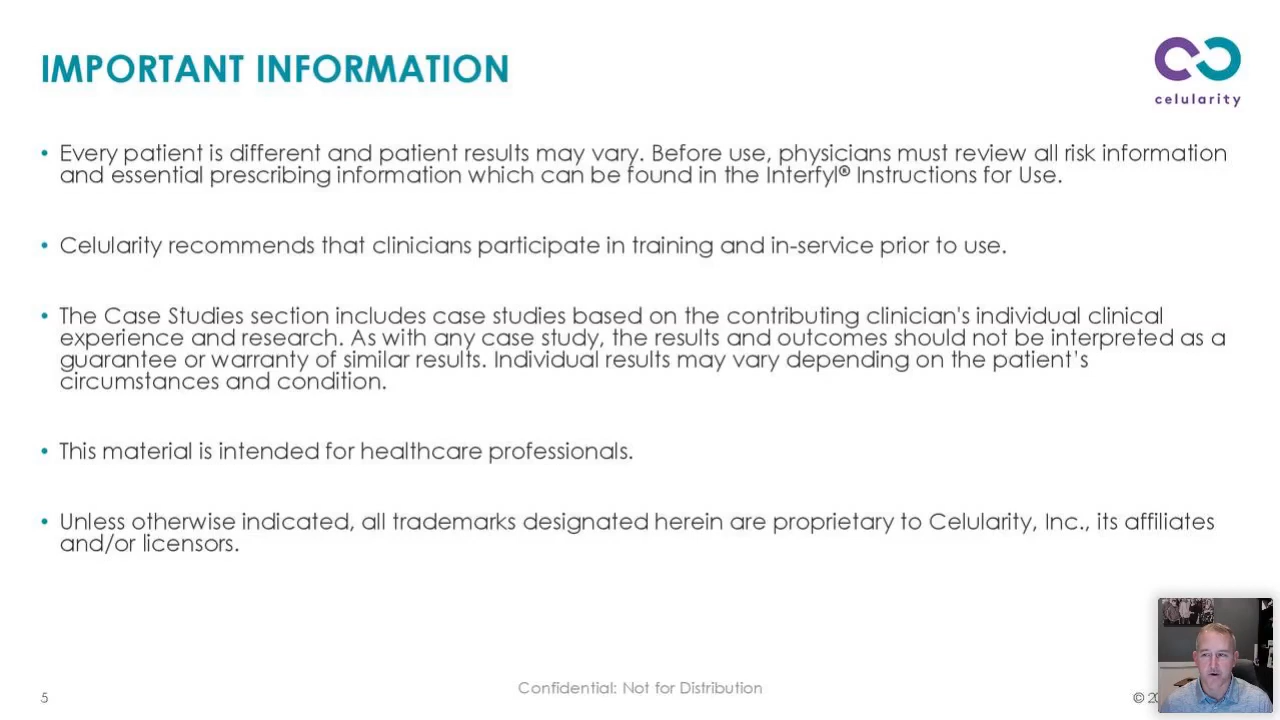 IMPORTANT INFORMATION
celularity
• Every patient is different and patient results may vary. Before use, physicians must review all risk information
and essential prescribing information which can be found in the Interfyl® Instructions for Use.
• Celularity recommends that clinicians participate in training and in-service prior to use.
• The Case Studies section includes case studies based on the contributing clinician's individual clinical
experience and research. As with any case study, the results and outcomes should not be interpreted as a
guarantee or warranty of similar results. Individual results may vary depending on the patient's
circumstances and condition.
• This material is intended for healthcare professionals.
• Unless otherwise indicated, all trademarks designated herein are proprietary to Celularity, Inc., its affiliates
and/or licensors.
Confidential: Not for Distribution
5
©